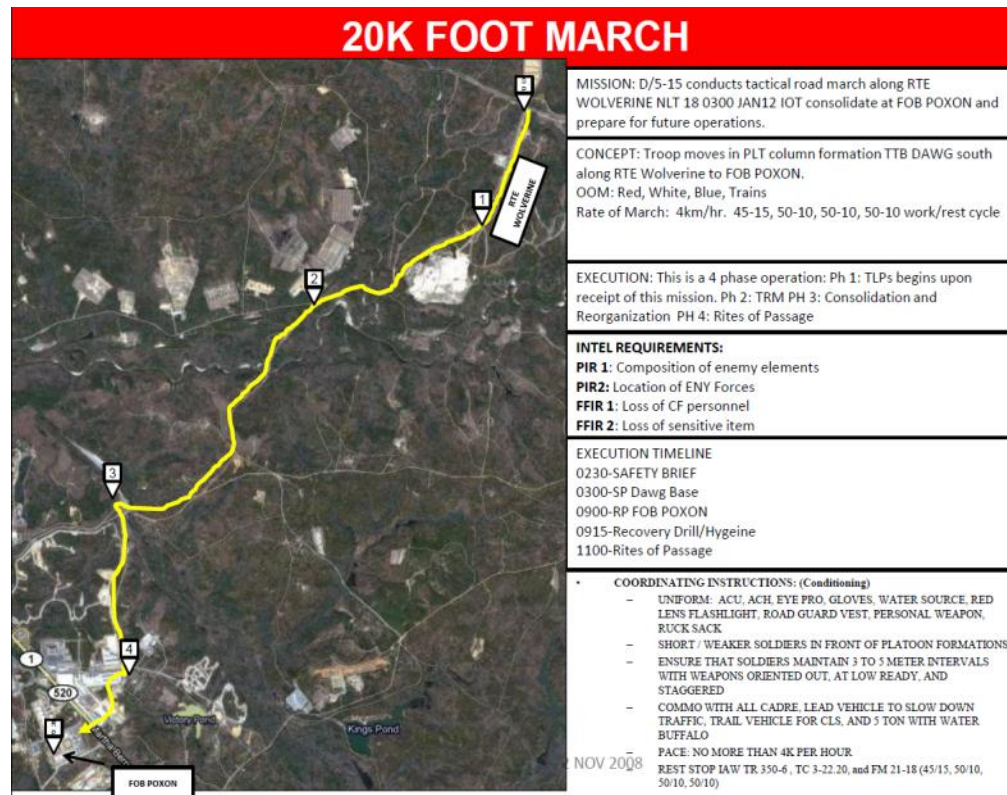 20K FOOT MARCH
MISSION: D/5-15 conducts tactical road march along RTE
WOLVERINE NLT 18 0300 JAN12 IOT consolidate at FOB POXON and
prepare for future operations.
CONCEPT: Troop moves in PLT column formation TTB DAWG south
along RTE Wolverine to FOB POXON.
OOM: Red, White, Blue, Trains
Rate of March:  4km/hr.  45-15, 50-10, 50-10, 50-10 work/rest cycle
EXECUTION: This is a 4 phase operation: Ph 1: TLPs begins upon
receipt of this mission. Ph 2: TRM PH 3: Consolidation and
Reorganization  PH 4: Rites of Passage
INTEL REQUIREMENTS:
PIR 1: Composition of enemy elements
PIR2: Location of ENY Forces
FFIR 1: Loss of CF personnel
FFIR 2: Loss of sensitive item
EXECUTION TIMELINE
0230-SAFETY BRIEF
0300-SP Dawg Base
0900-RP FOB POXON
0915-Recovery Drill/Hygeine
1100-Rites of Passage
• COORDINATING INSTRUCTIONS: (Conditioning)
– UNIFORM:  ACU, ACH, EYE PRO, GLOVES, WATER SOURCE, RED
LENS FLASHLIGHT, ROAD GUARD VEST, PERSONAL WEAPON,
RUCK SACK
– SHORT / WEAKER SOLDIERS IN FRONT OF PLATOON FORMATIONS
– ENSURE THAT SOLDIERS MAINTAIN 3 TO 5 METER INTERVALS
WITH WEAPONS ORIENTED OUT, AT LOW READY, AND
STAGGERED
– COMMO WITH ALL CADRE, LEAD VEHICLE TO SLOW DOWN
TRAFFIC, TRAIL VEHICLE FOR CLS, AND 5 TON WITH WATER
BUFFALO
– PACE: NO MORE THAN 4K PER HOUR
– REST STOP IAW TR 350-6 , TC 3-22.20, and FM 21-18 (45/15, 50/10,
50/10, 50/10)
2 NOV 2008
RTE
WOLVERINE
1
2
3
4
1
520
Victory Pond
Kings Pond
FOB POXON